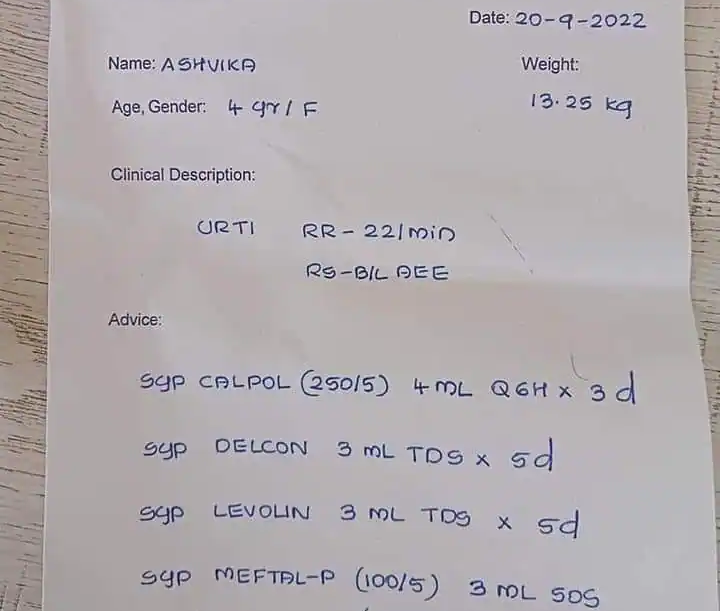 Date: 20-9-2022
Name: ASHVIKA Weight:
Age, Gender: 4 yr / F 13.25 kg
Clinical Description:
URTI RR - 22/min
RS - B/L AEE
Advice:
syp CALPOL (250/5) 4 mL Q6H x 3 d
syp DELCON 3 mL TDS x 5d
syp LEVOLIN 3 mL TDS x 5d
syp MEFTAL-P (100/5) 3 mL SOS